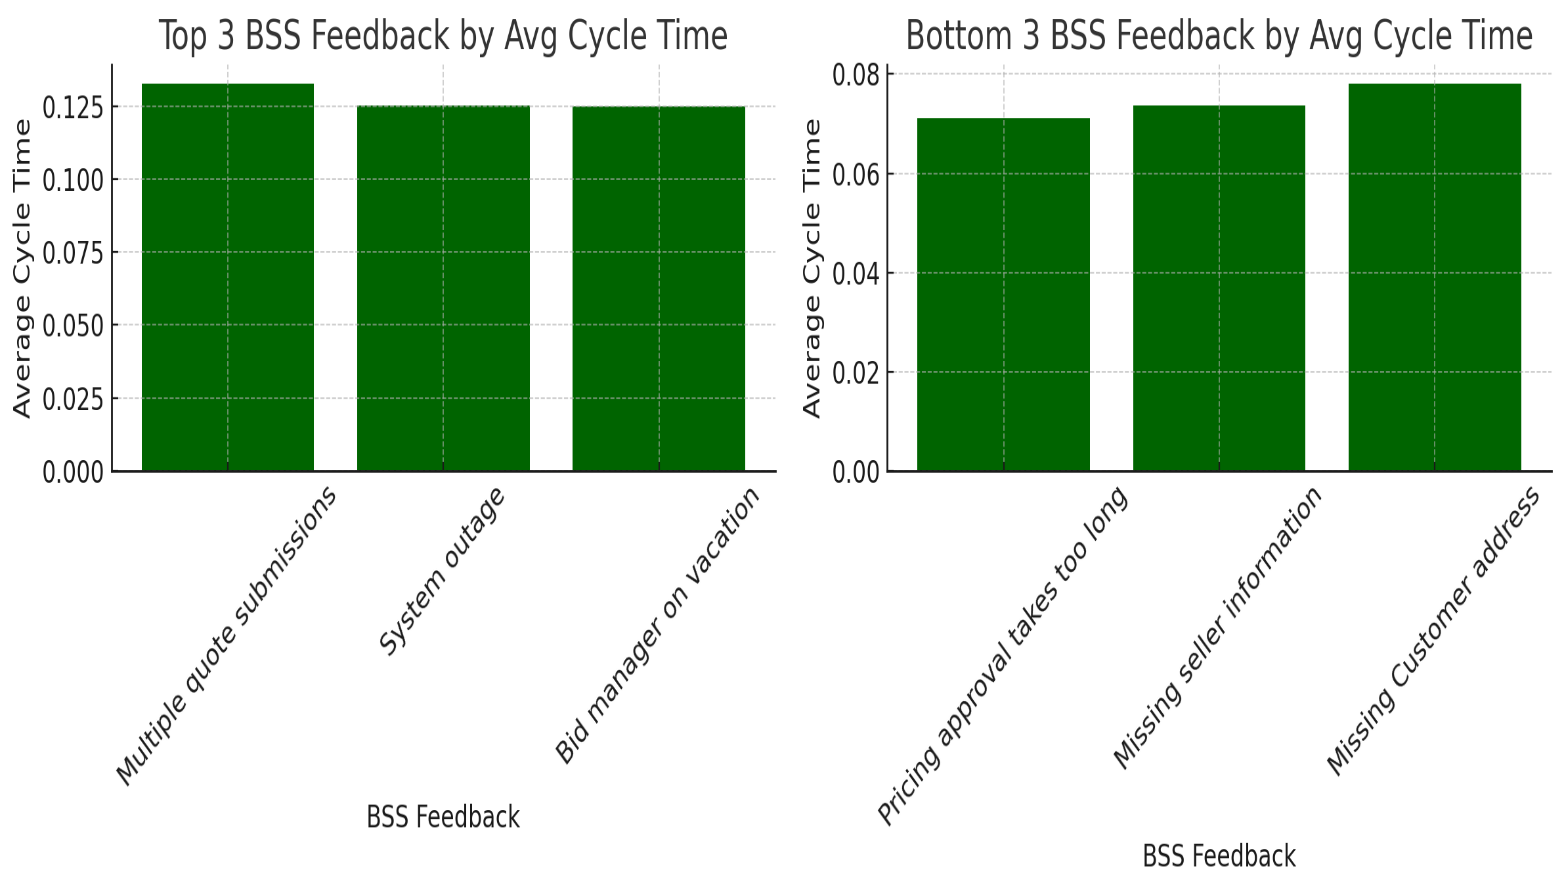 Top 3 BSS Feedback by Avg Cycle Time
Average Cycle Time
0.125
0.100
0.075
0.050
0.025
0.000
Multiple quote submissions
System outage
Bid manager on vacation
BSS Feedback
Bottom 3 BSS Feedback by Avg Cycle Time
Average Cycle Time
0.08
0.06
0.04
0.02
0.00
Pricing approval takes too long
Missing seller information
Missing Customer address
BSS Feedback